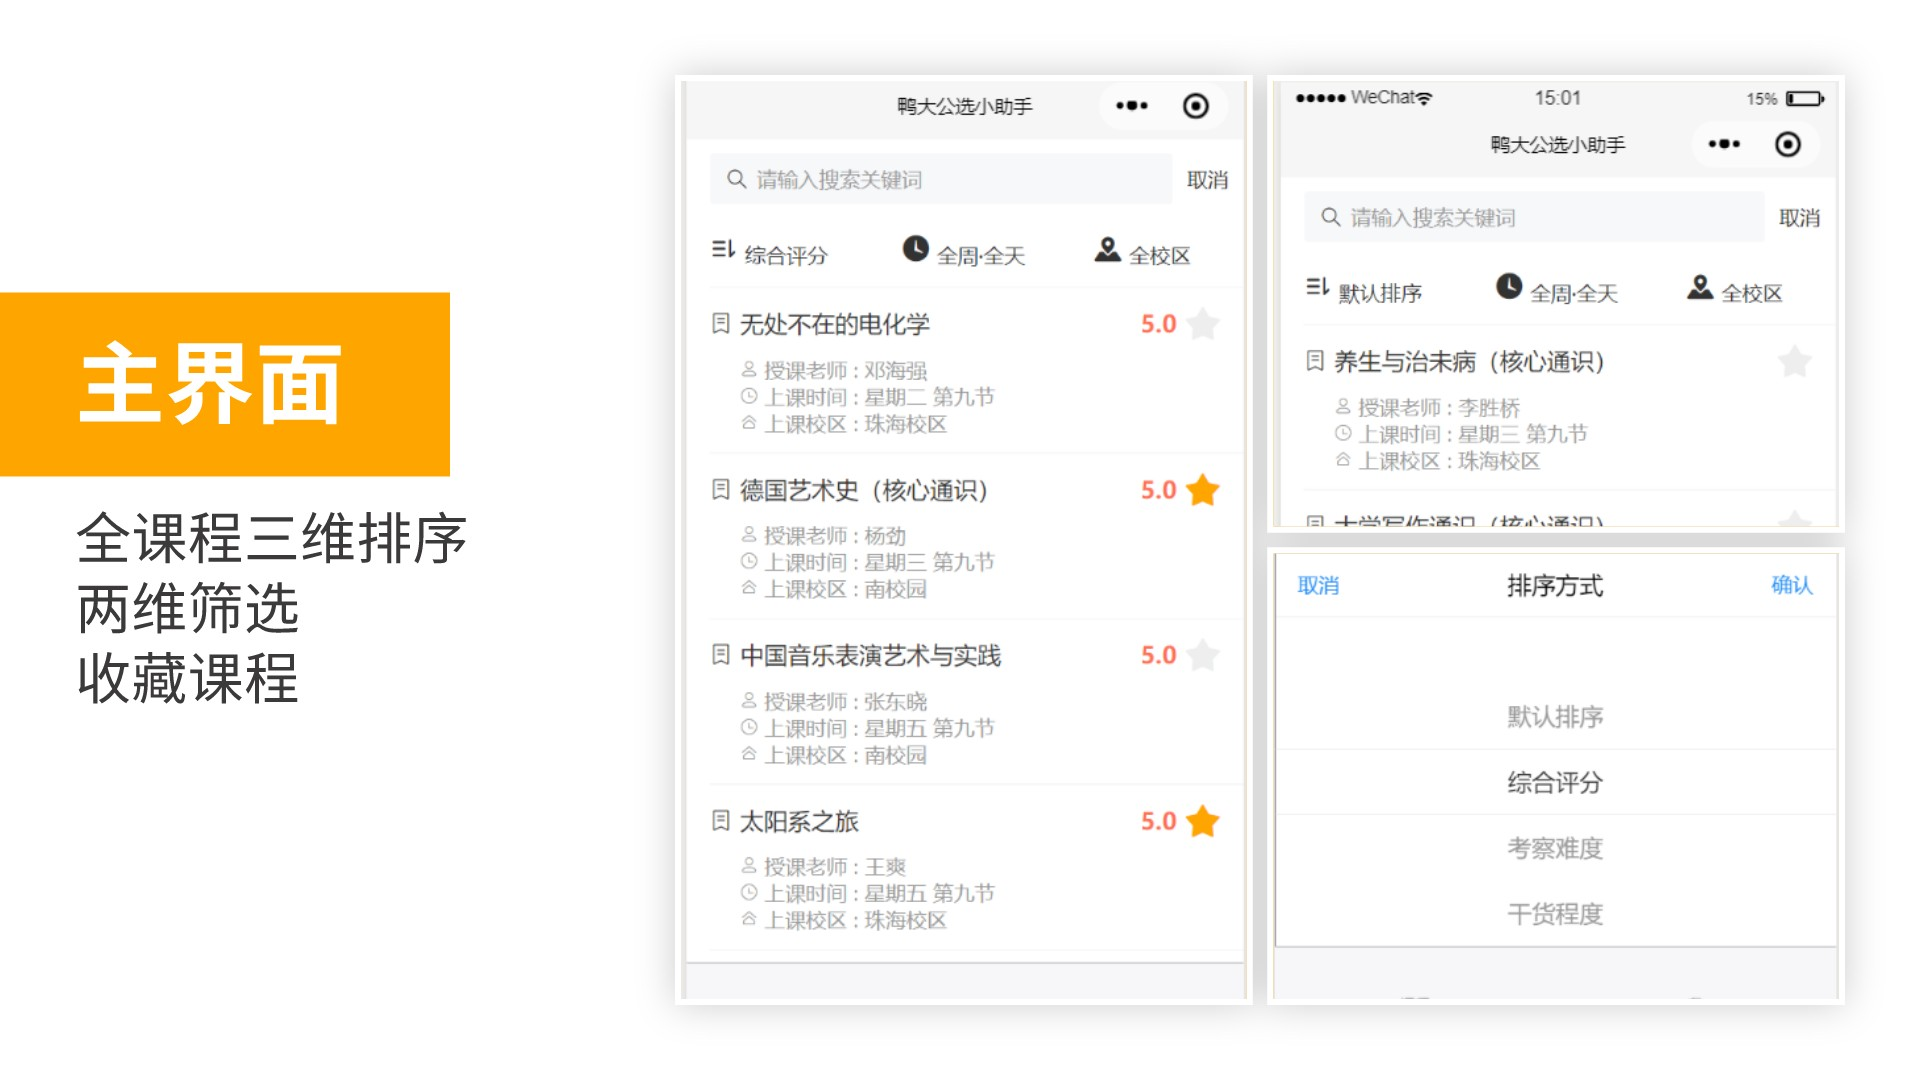 主界面
全课程三维排序
两维筛选
收藏课程
鸭大公选小助手
请输入搜索关键词 取消
综合评分 全周·全天 全校区
无处不在的电化学 5.0
授课老师：邓海强
上课时间：星期二 第九节
上课校区：珠海校区
德国艺术史（核心通识） 5.0
授课老师：杨劲
上课时间：星期三 第九节
上课校区：南校园
中国音乐表演艺术与实践 5.0
授课老师：张东晓
上课时间：星期五 第九节
上课校区：南校园
太阳系之旅 5.0
授课老师：王爽
上课时间：星期五 第九节
上课校区：珠海校区
WeChat 15:01 15%
鸭大公选小助手
请输入搜索关键词 取消
默认排序 全周·全天 全校区
养生与治未病（核心通识）
授课老师：李胜桥
上课时间：星期三 第九节
上课校区：珠海校区
大学写作通识（核心通识）
取消 排序方式 确认
默认排序
综合评分
考察难度
干货程度